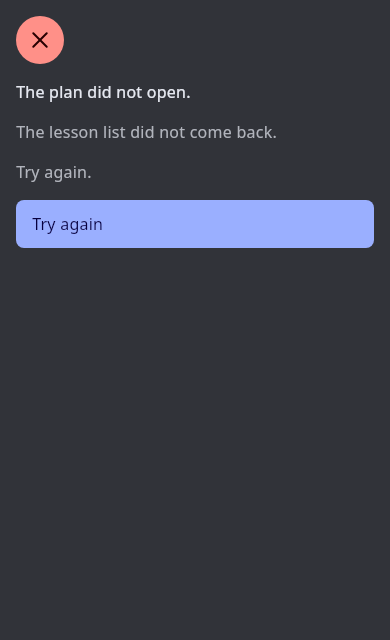 The plan did not open.
The lesson list did not come back.
Try again.
Try again